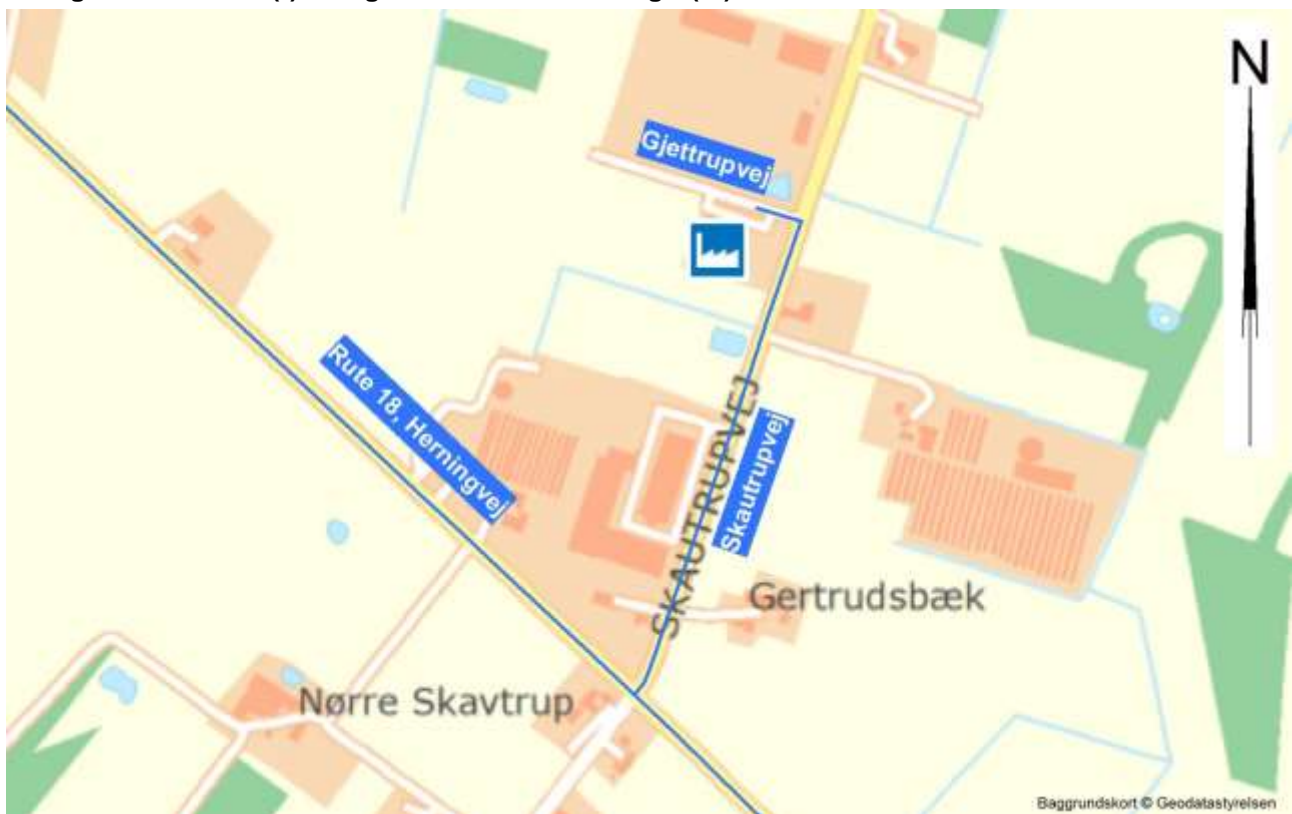 N
Gjettrupvej
Rute 18, Herningvej
SKAUTRUPVEJ
Skautrupvej
Gertrudsbæk
Nørre Skavtrup
Baggrundskort © Geodatastyrelsen